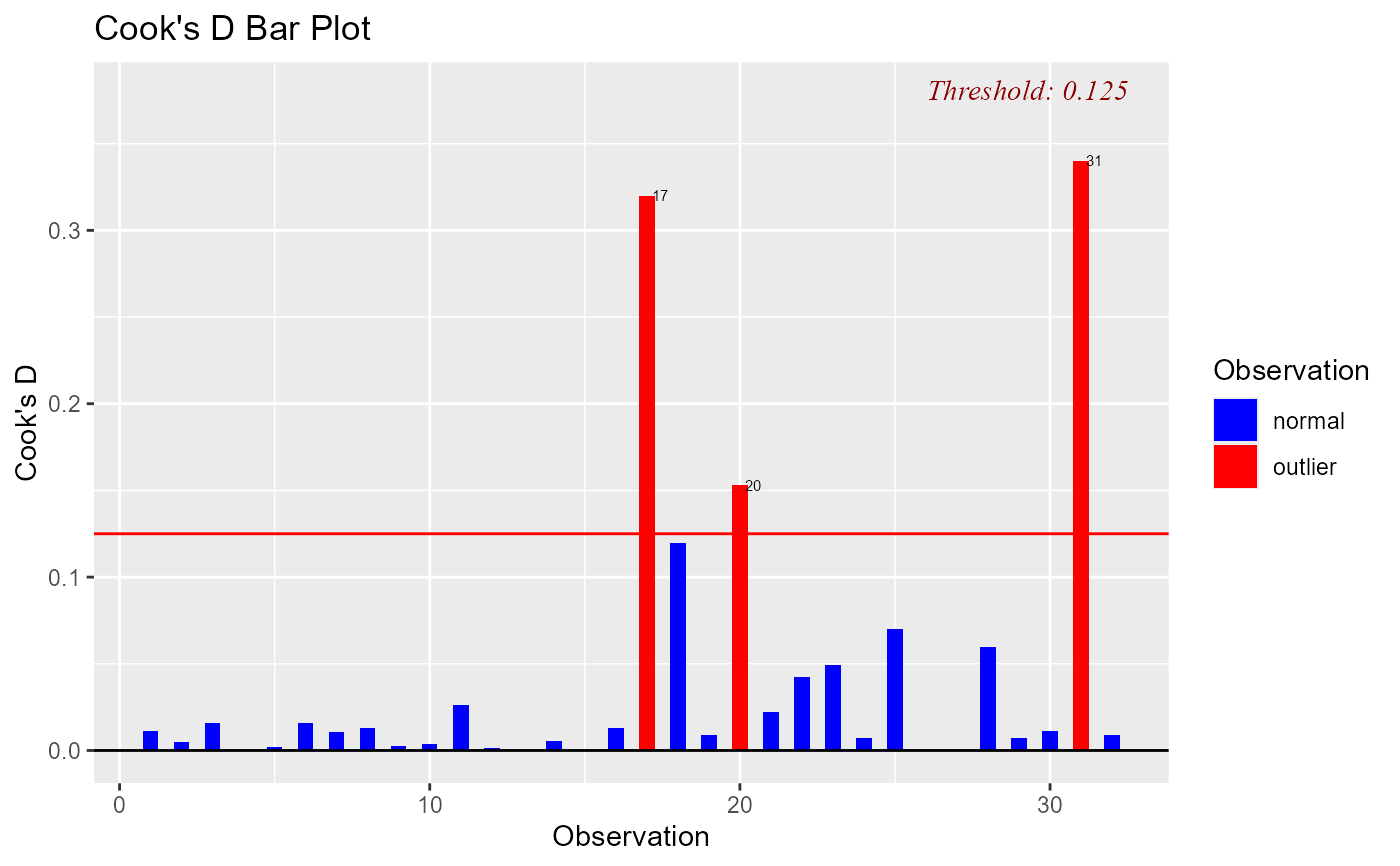 Cook's D Bar Plot
Threshold: 0.125
31
17
0.3
Observation
normal
outlier
Cook's D
0.2
20
0.1
0.0
0 10 20 30
Observation